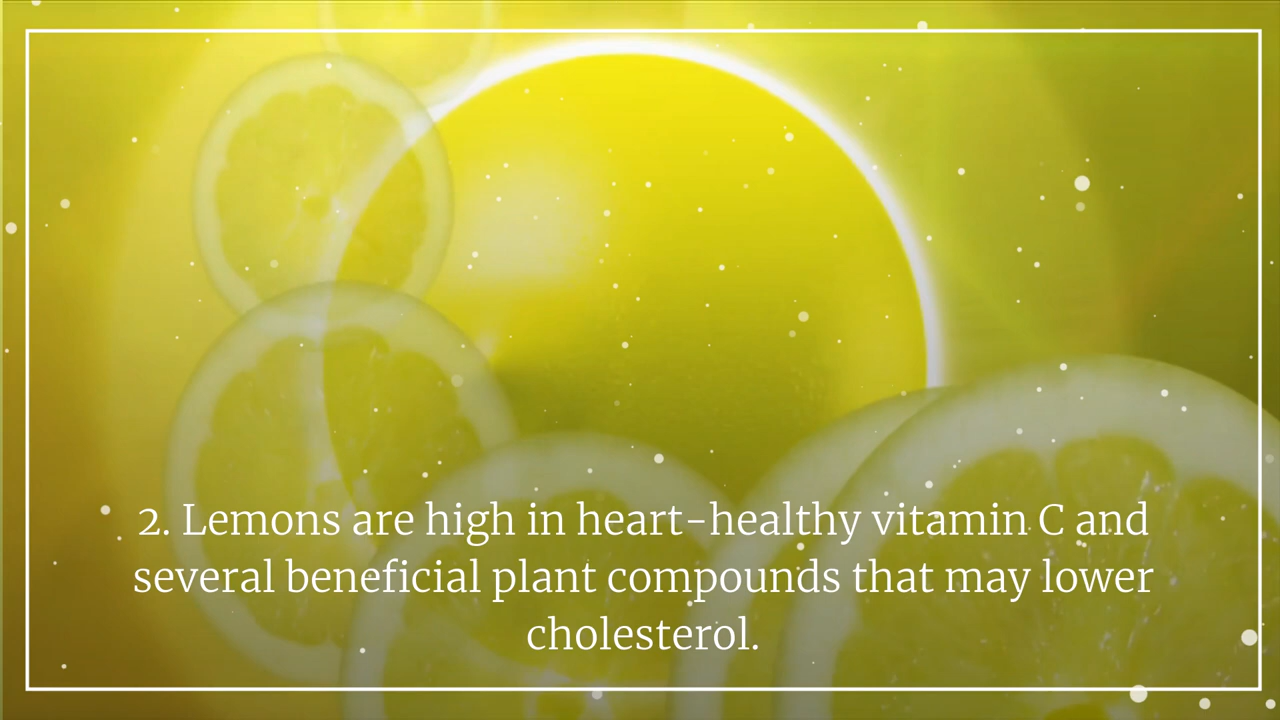 2. Lemons are high in heart-healthy vitamin C and
several beneficial plant compounds that may lower
cholesterol.